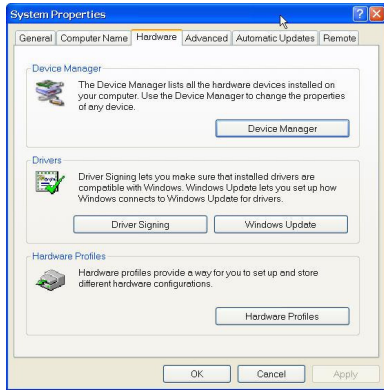 System Properties
General Computer Name Hardware Advanced Automatic Updates Remote
Device Manager
The Device Manager lists all the hardware devices installed on
your computer. Use the Device Manager to change the properties
of any device.
Device Manager
Drivers
Driver Signing lets you make sure that installed drivers are
compatible with Windows. Windows Update lets you set up how
Windows connects to Windows Update for drivers.
Driver Signing Windows Update
Hardware Profiles
Hardware profiles provide a way for you to set up and store
different hardware configurations.
Hardware Profiles
OK Cancel Apply